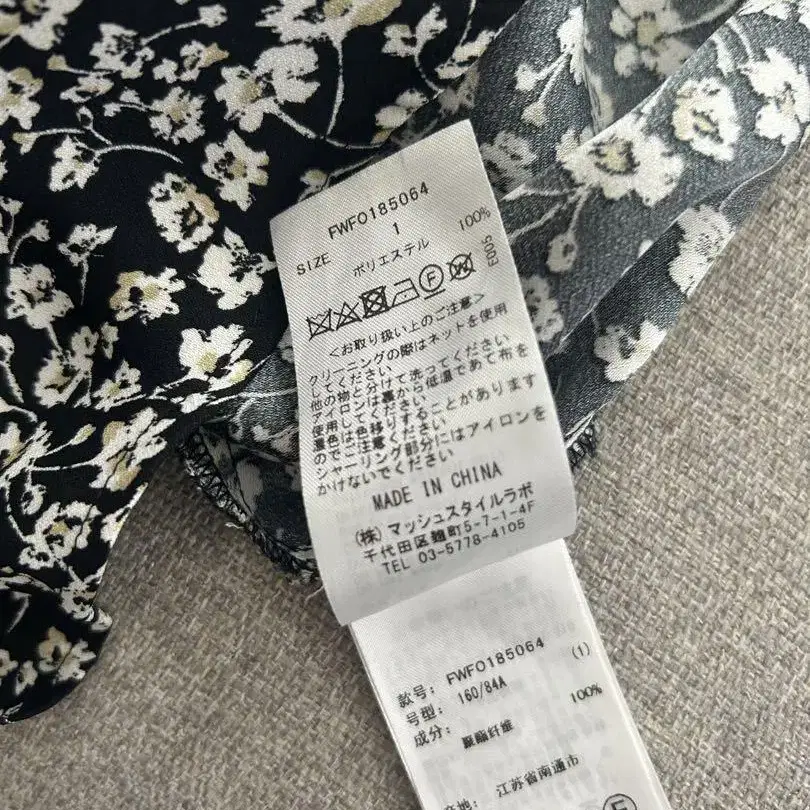 FWFO185064
SIZE 1
ポリエステル 100%
E005
F
<お取り扱い上のご注意>
クリーニングの際はネットを使用
してください
他の物と分けて洗ってください
アイロンは裏から低温であて布を
使用してください
濃色は色移りすることがあります
のでご注意ください
シャーリング部分にはアイロンを
かけないでください
MADE IN CHINA
(株)マッシュスタイルラボ
千代田区麹町5-7-1-4F
TEL 03-5778-4105
款号: FWFO185064
号型: 160/84A (1)
成分: 100%
聚酯纤维
产地: 江苏省南通市